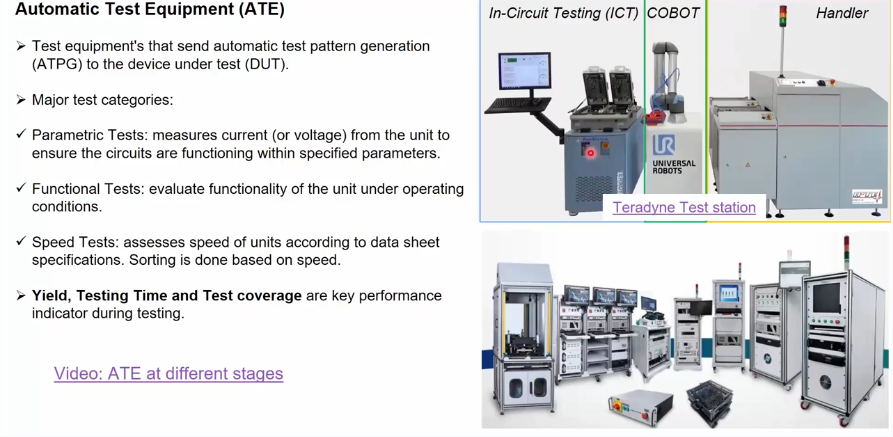 Automatic Test Equipment (ATE)
➢ Test equipment's that send automatic test pattern generation
(ATPG) to the device under test (DUT).
➢ Major test categories:
✓ Parametric Tests: measures current (or voltage) from the unit to
ensure the circuits are functioning within specified parameters.
✓ Functional Tests: evaluate functionality of the unit under operating
conditions.
✓ Speed Tests: assesses speed of units according to data sheet
specifications. Sorting is done based on speed.
➢ Yield, Testing Time and Test coverage are key performance
indicator during testing.
Video: ATE at different stages
In-Circuit Testing (ICT) COBOT Handler
UR
UNIVERSAL
ROBOTS
Teradyne Test station